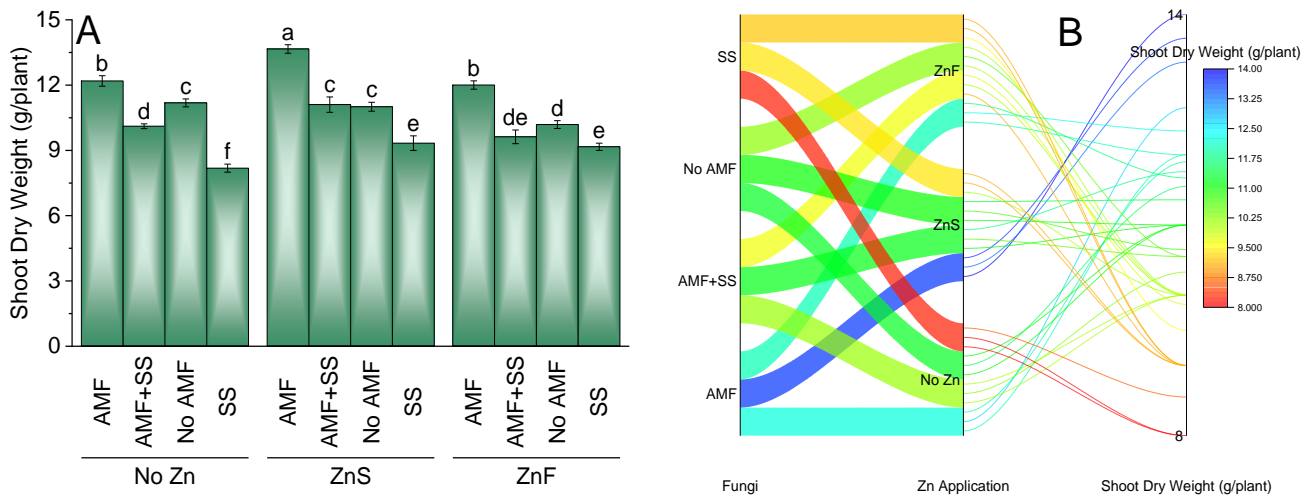 A
Shoot Dry Weight (g/plant)
15
12
9
6
3
0
b
d
c
f
a
c
c
e
b
de
d
e
AMF
AMF+SS
No AMF
SS
AMF
AMF+SS
No AMF
SS
AMF
AMF+SS
No AMF
SS
No Zn
ZnS
ZnF
B
SS
No AMF
AMF+SS
AMF
ZnF
ZnS
No Zn
14
8
Shoot Dry Weight (g/plant)
14.00
13.25
12.50
11.75
11.00
10.25
9.500
8.750
8.000
Fungi
Zn Application
Shoot Dry Weight (g/plant)